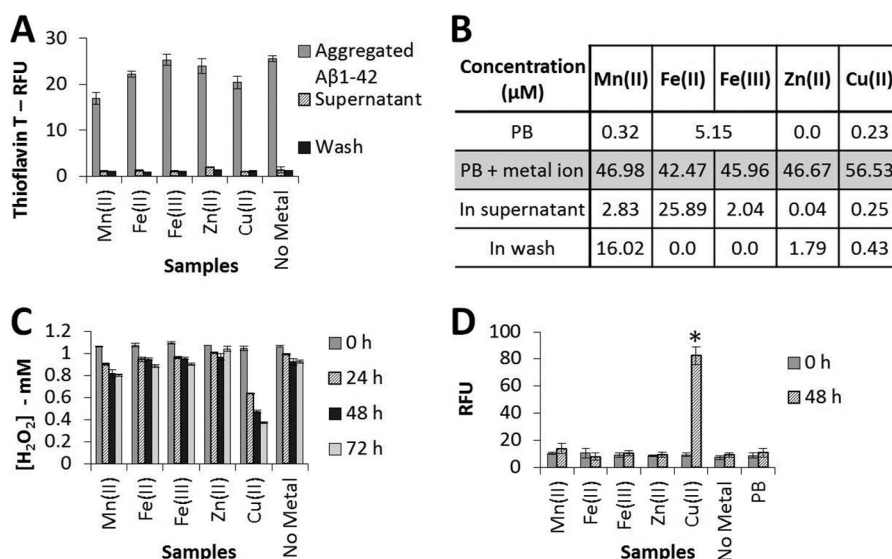 A
Thioflavin T – RFU
30
20
10
0
Aggregated
Aβ1-42
Supernatant
Wash
Mn(II)
Fe(II)
Fe(III)
Zn(II)
Cu(II)
No Metal
Samples
B
Concentration (μM) Mn(II) Fe(II) Fe(III) Zn(II) Cu(II)
PB 0.32 5.15 0.0 0.23
PB + metal ion 46.98 42.47 45.96 46.67 56.53
In supernatant 2.83 25.89 2.04 0.04 0.25
In wash 16.02 0.0 0.0 1.79 0.43
C
[H₂O₂] - mM
1.2
1
0.8
0.6
0.4
0.2
0
0 h
24 h
48 h
72 h
Mn(II)
Fe(II)
Fe(III)
Zn(II)
Cu(II)
No Metal
Samples
D
RFU
100
80
60
40
20
0
*
0 h
48 h
Mn(II)
Fe(II)
Fe(III)
Zn(II)
Cu(II)
No Metal
PB
Samples